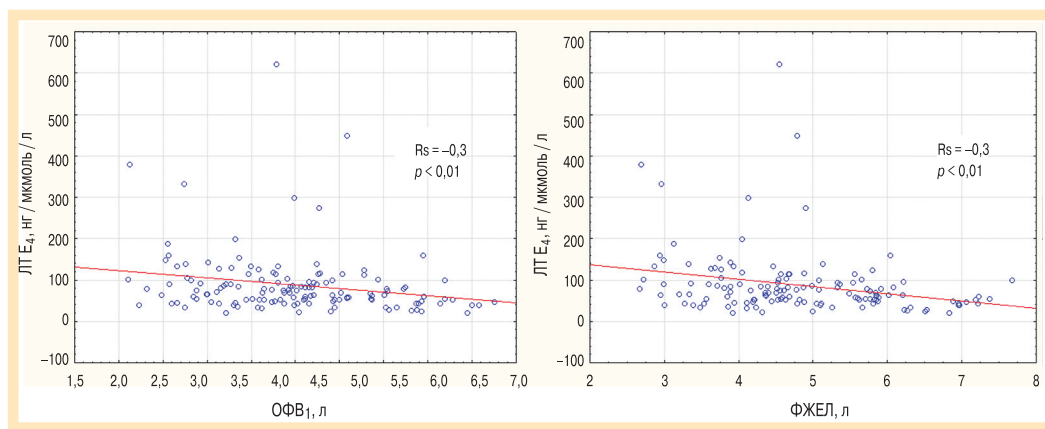 700
600
500
400
300
200
100
0
–100
ЛТ Е4, нг / мкмоль / л
Rs = –0,3
p < 0,01
1,5 2,0 2,5 3,0 3,5 4,0 4,5 5,0 5,5 6,0 6,5 7,0
ОФВ1, л
700
600
500
400
300
200
100
0
–100
ЛТ Е4, нг / мкмоль / л
Rs = –0,3
p < 0,01
2 3 4 5 6 7 8
ФЖЕЛ, л